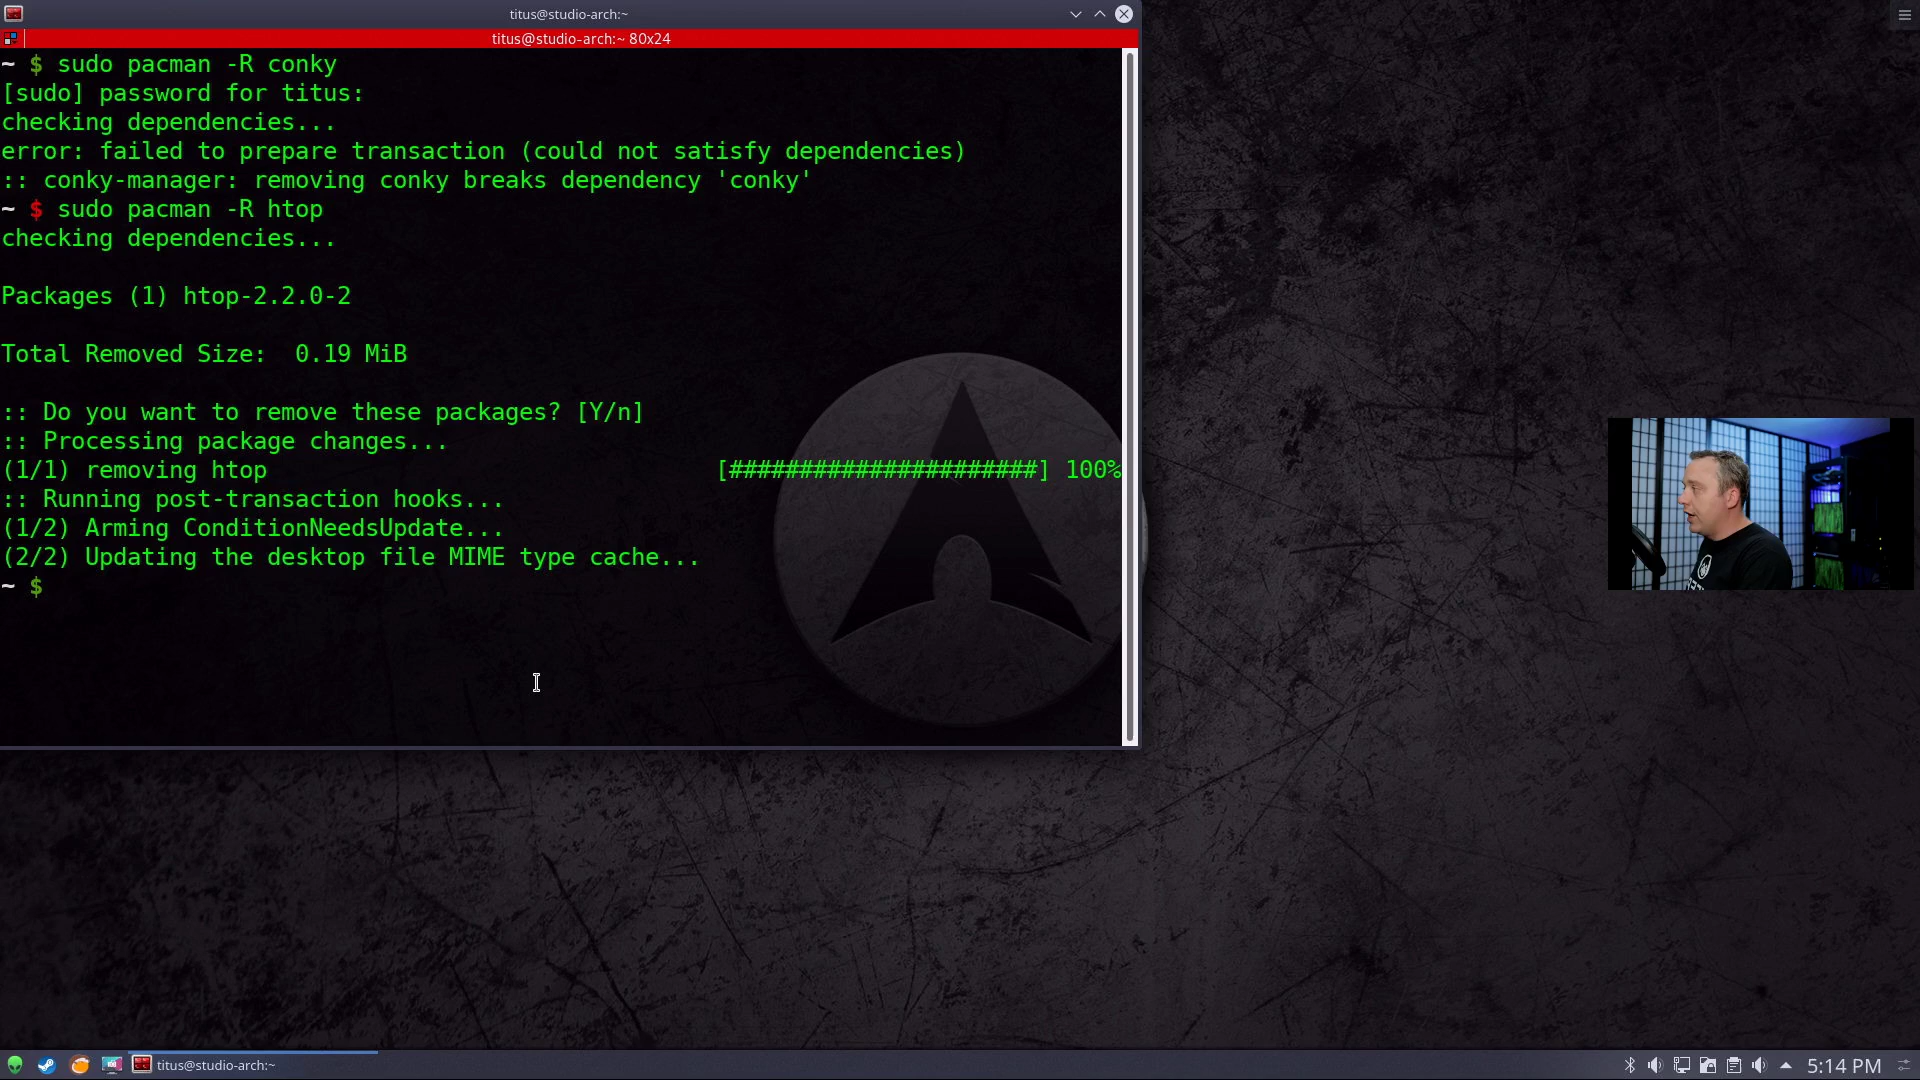 titus@studio-arch:~
titus@studio-arch:~ 80x24
~ $ sudo pacman -R conky
[sudo] password for titus:
checking dependencies...
error: failed to prepare transaction (could not satisfy dependencies)
:: conky-manager: removing conky breaks dependency 'conky'
~ $ sudo pacman -R htop
checking dependencies...
Packages (1) htop-2.2.0-2
Total Removed Size:  0.19 MiB
:: Do you want to remove these packages? [Y/n]
:: Processing package changes...
(1/1) removing htop [######################] 100%
:: Running post-transaction hooks...
(1/2) Arming ConditionNeedsUpdate...
(2/2) Updating the desktop file MIME type cache...
~ $
titus@studio-arch:~
5:14 PM